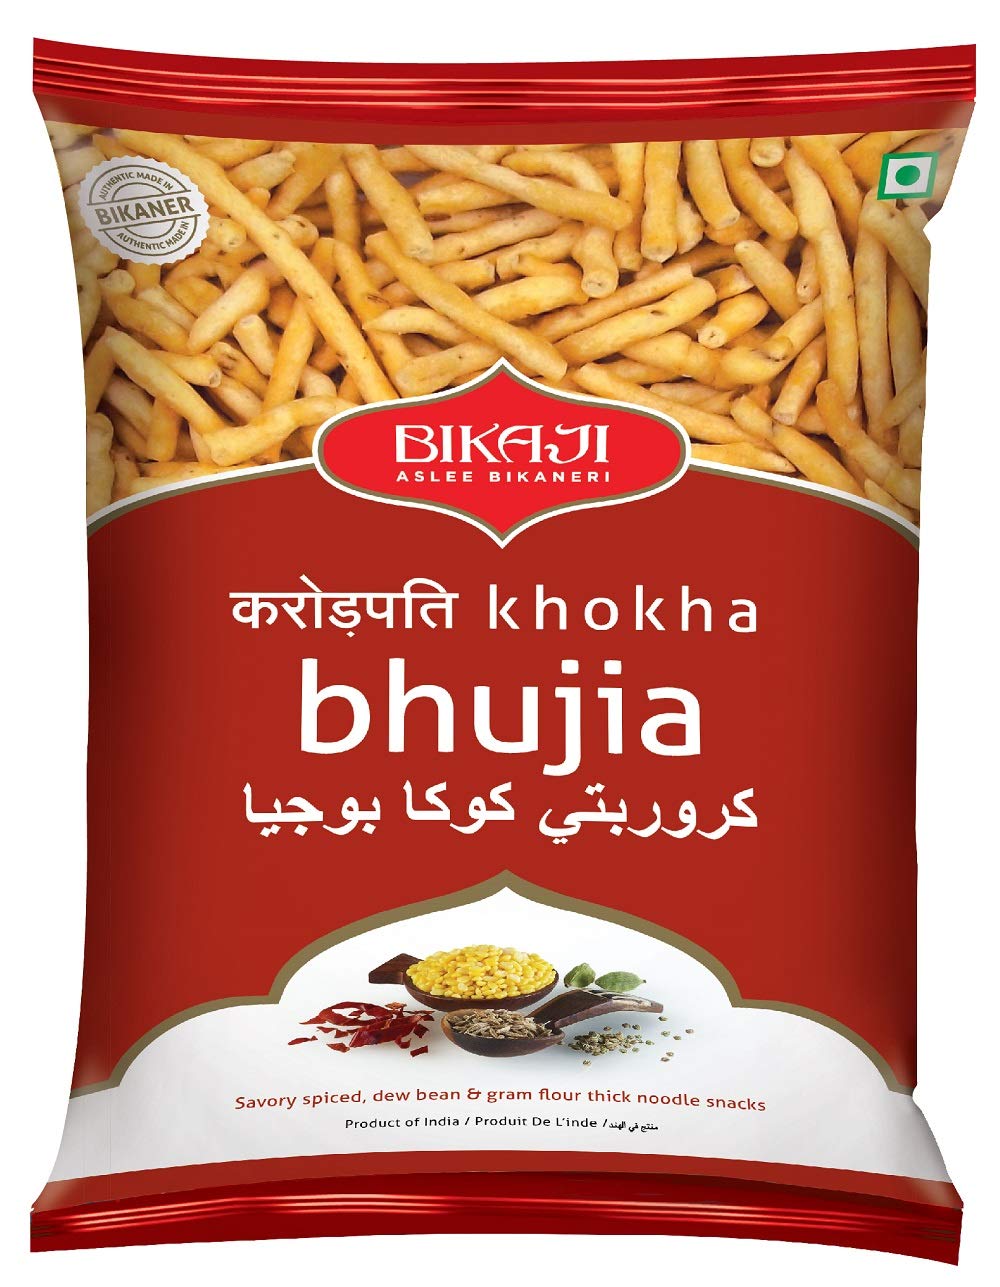 AUTHENTIC MADE IN
BIKANER
AUTHENTIC MADE IN
BIKAJI
ASLEE BIKANERI
करोड़पति khokha
bhujia
كروربتي كوكا بوجيا
Savory spiced, dew bean & gram flour thick noodle snacks
Product of India / Produit De L'inde / منتج في الهند